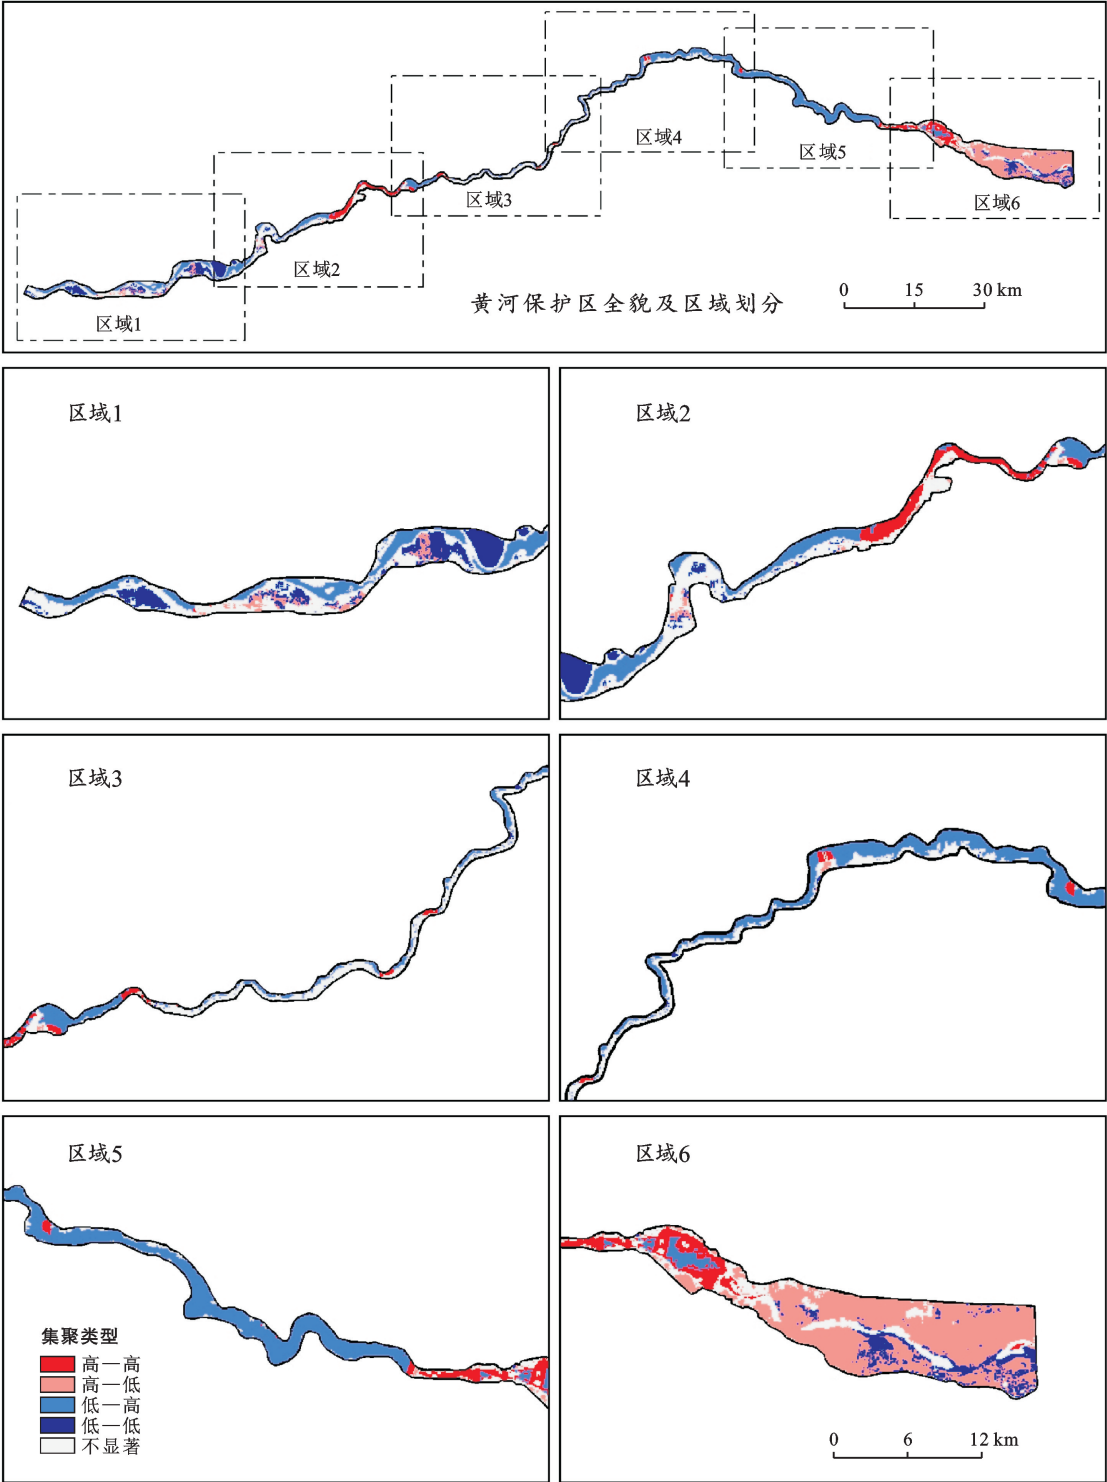 区域4
区域5
区域3
区域6
区域2
区域1
黄河保护区全貌及区域划分
0 15 30 km
区域1
区域2
区域3
区域4
区域5
区域6
集聚类型
高—高
高—低
低—高
低—低
不显著
0 6 12 km